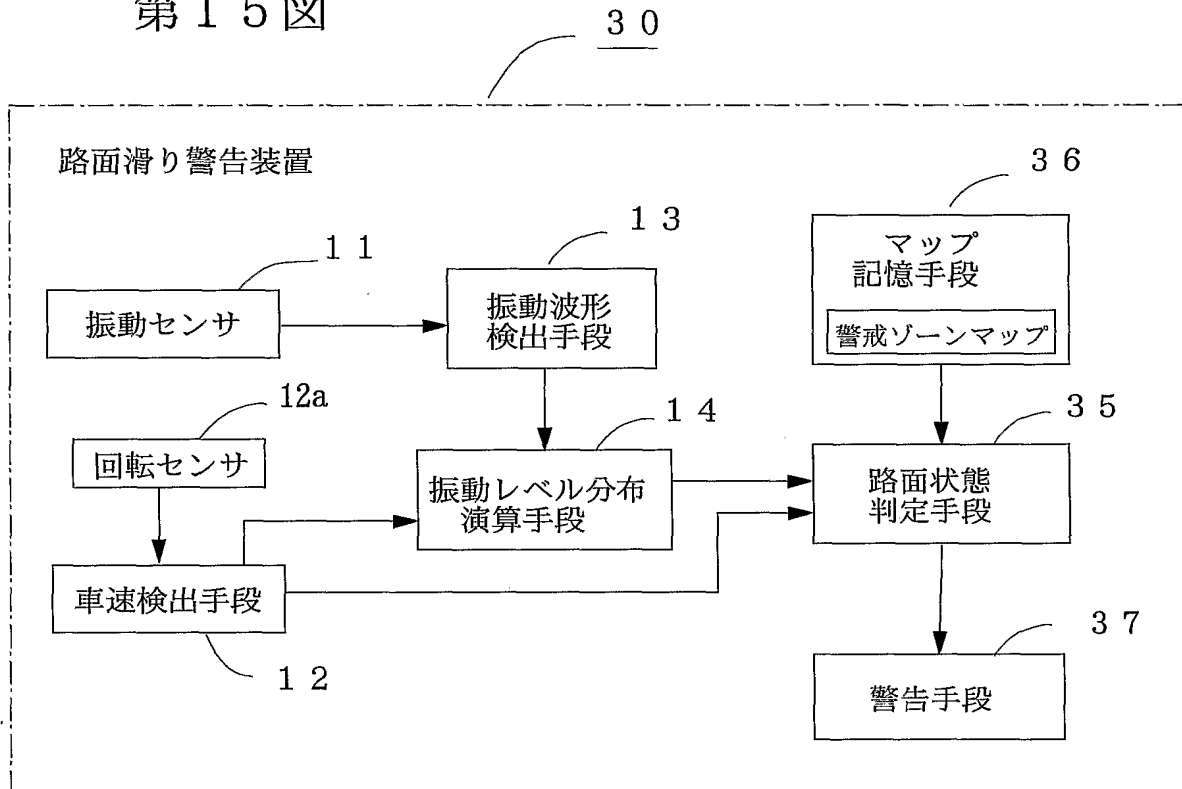 第１５図
３０
路面滑り警告装置
３６
１３
マップ
記憶手段
警戒ゾーンマップ
１１
振動センサ
振動波形
検出手段
12a
回転センサ
１４
振動レベル分布
演算手段
３５
路面状態
判定手段
車速検出手段
１２
３７
警告手段